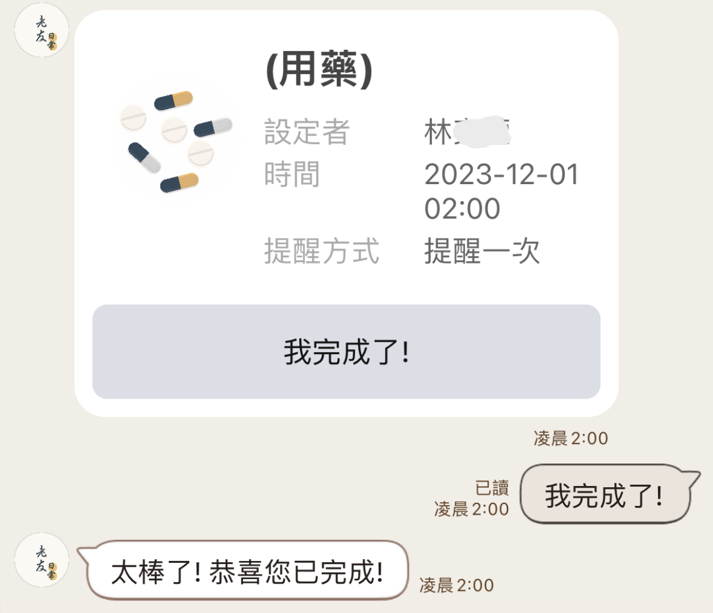 老友日常
(用藥)
設定者 林
時間 2023-12-01
02:00
提醒方式 提醒一次
我完成了!
凌晨2:00
已讀
凌晨2:00
我完成了!
老友日常
太棒了! 恭喜您已完成!
凌晨2:00